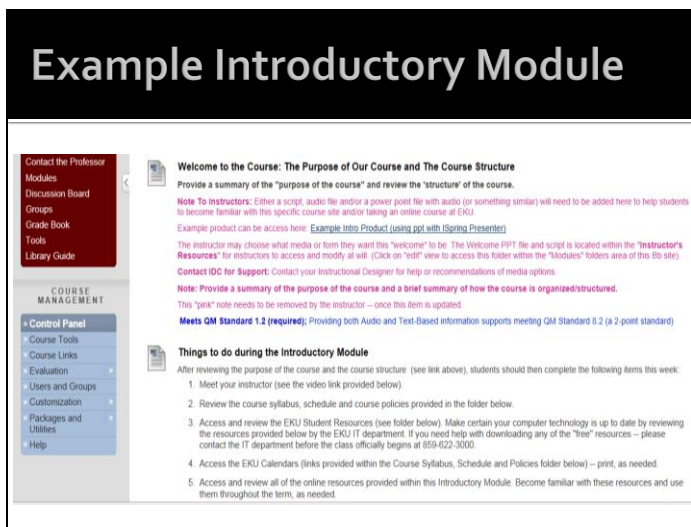 Example Introductory Module
Contact the Professor
Modules
Discussion Board
Groups
Grade Book
Tools
Library Guide
COURSE
MANAGEMENT
Control Panel
Course Tools
Course Links
Evaluation
Users and Groups
Customization
Packages and
Utilities
Help
Welcome to the Course: The Purpose of Our Course and The Course Structure
Provide a summary of the "purpose of the course" and review the 'structure' of the course.
Note To Instructors: Either a script, audio file and/or a power point file with audio (or something similar) will need to be added here to help students
to become familiar with this specific course site and/or taking an online course at EKU.
Example product can be access here: Example Intro Product (using ppt with ISpring Presenter)
The instructor may choose what media or form they want this "welcome" to be. The Welcome PPT file and script is located within the "Instructor's
Resources" for instructors to access and modify at will. (Click on "edit" view to access this folder within the "Modules" folders area of this Bb site).
Contact IDC for Support: Contact your Instructional Designer for help or recommendations of media options.
Note: Provide a summary of the purpose of the course and a brief summary of how the course is organized/structured.
This "pink" note needs to be removed by the instructor -- once this item is updated.
Meets QM Standard 1.2 (required); Providing both Audio and Text-Based information supports meeting QM Standard 8.2 (a 2-point standard)
Things to do during the Introductory Module
After reviewing the purpose of the course and the course structure (see link above), students should then complete the following items this week:
1. Meet your instructor (see the video link provided below).
2. Review the course syllabus, schedule and course policies provided in the folder below.
3. Access and review the EKU Student Resources (see folder below). Make certain your computer technology is up to date by reviewing
the resources provided below by the EKU IT department. If you need help with downloading any of the "free" resources -- please
contact the IT department before the class officially begins at 859-622-3000.
4. Access the EKU Calendars (links provided within the Course Syllabus, Schedule and Policies folder below) -- print, as needed.
5. Access and review all of the online resources provided within this Introductory Module. Become familiar with these resources and use
them throughout the term, as needed.